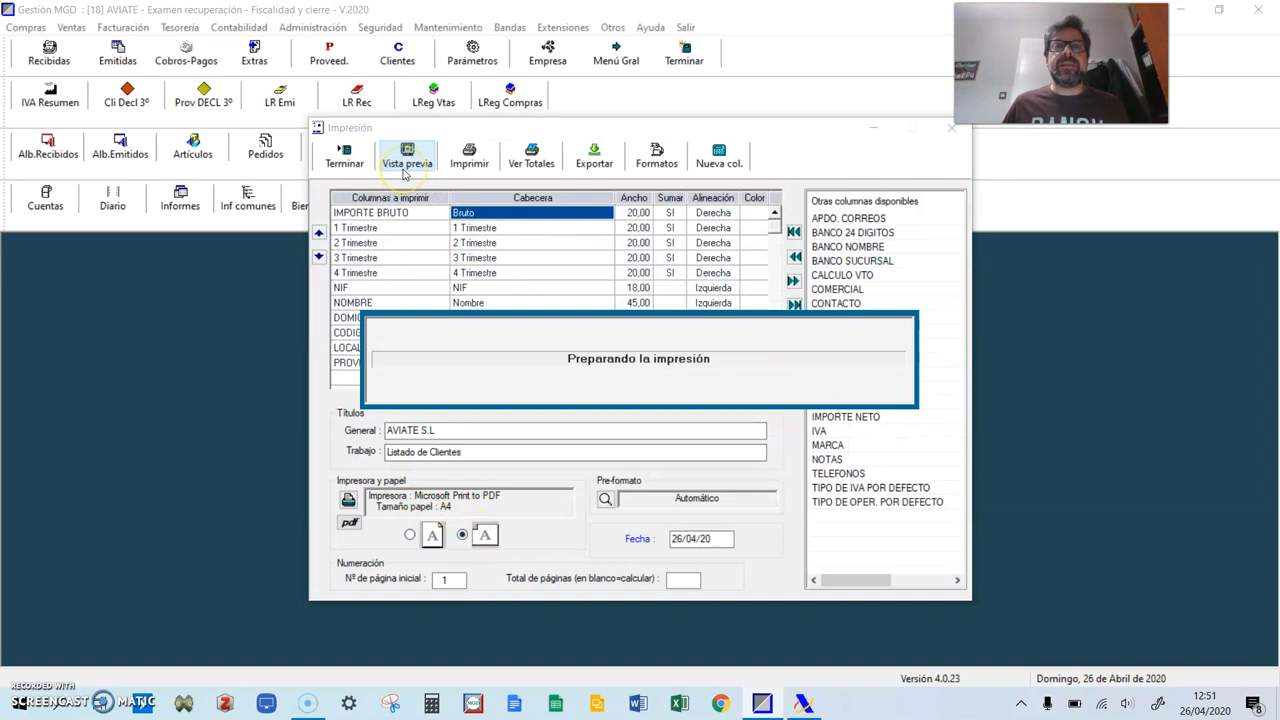 Gestión MGD : [18] AVIATE - Examen recuperación - Fiscalidad y cierre - V.2020
Compras Ventas Facturación Tesorería Contabilidad Administración Seguridad Mantenimiento Bandas Extensiones Otros Ayuda Salir
Recibidas Emitidas Cobros-Pagos Extras Proveed. Clientes Parámetros Empresa Menú Gral Terminar
IVA Resumen Cli Decl 3º Prov DECL 3º LR Emi LR Rec LReg Vtas LReg Compras
Alb.Recibidos Alb.Emitidos Artículos Pedidos
Cuentas Diario Informes Inf comunes Bier
Impresión
Terminar Vista previa Imprimir Ver Totales Exportar Formatos Nueva col.
Columnas a imprimir Cabecera Ancho Sumar Alineación Color
IMPORTE BRUTO Bruto 20,00 SI Derecha
1 Trimestre 1 Trimestre 20,00 SI Derecha
2 Trimestre 2 Trimestre 20,00 SI Derecha
3 Trimestre 3 Trimestre 20,00 SI Derecha
4 Trimestre 4 Trimestre 20,00 SI Derecha
NIF NIF 18,00 Izquierda
NOMBRE Nombre 45,00 Izquierda
DOMIC
CODIG
LOCAL
PROVI
Preparando la impresión
Otras columnas disponibles
APDO. CORREOS
BANCO 24 DIGITOS
BANCO NOMBRE
BANCO SUCURSAL
CALCULO VTO
COMERCIAL
CONTACTO
IMPORTE NETO
IVA
MARCA
NOTAS
TELEFONOS
TIPO DE IVA POR DEFECTO
TIPO DE OPER. POR DEFECTO
Títulos
General : AVIATE S.L
Trabajo : Listado de Clientes
Impresora y papel
Impresora : Microsoft Print to PDF
Tamaño papel : A4
pdf
A A
Pre-formato
Automático
Fecha : 26/04/20
Numeración
Nº de página inicial : 1 Total de páginas (en blanco=calcular) :
Versión 4.0.23 Domingo, 26 de Abril de 2020
RECORDED WITH
SCREENCAST MATIC
12:51
26/04/2020
8